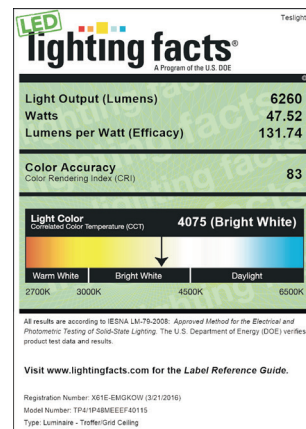 Teslight
LED
lighting facts®
A Program of the U.S. DOE
Light Output (Lumens) 6260
Watts 47.52
Lumens per Watt (Efficacy) 131.74
Color Accuracy 83
Color Rendering Index (CRI)
Light Color 4075 (Bright White)
Correlated Color Temperature (CCT)
Warm White Bright White Daylight
2700K 3000K 4500K 6500K
All results are according to IESNA LM-79-2008: Approved Method for the Electrical and
Photometric Testing of Solid-State Lighting. The U.S. Department of Energy (DOE) verifies
product test data and results.
Visit www.lightingfacts.com for the Label Reference Guide.
Registration Number: X61E-EMGKOW (3/21/2016)
Model Number: TP4/1P48MEEEF40115
Type: Luminaire - Troffer/Grid Ceiling